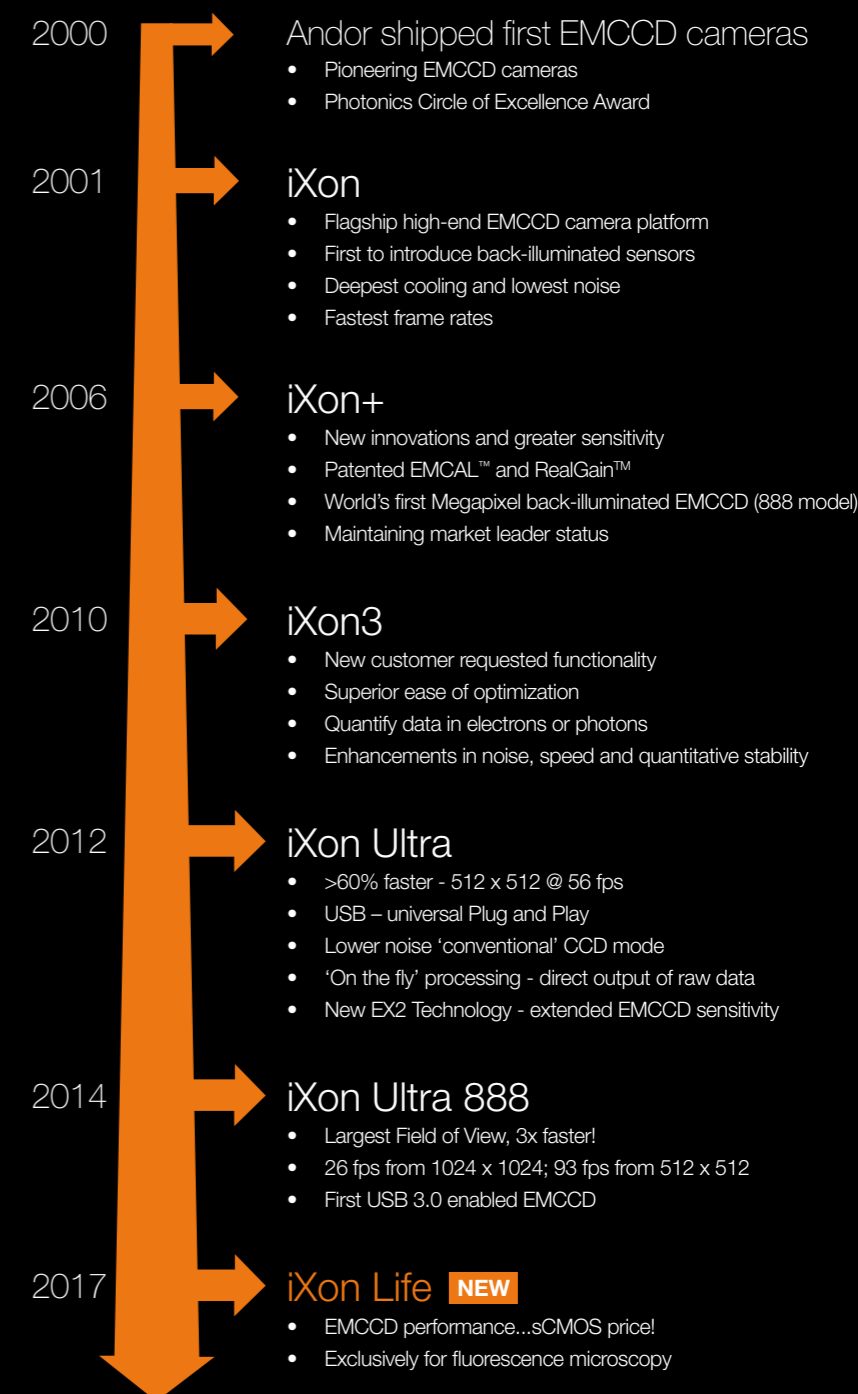 2000
Andor shipped first EMCCD cameras
• Pioneering EMCCD cameras
• Photonics Circle of Excellence Award
2001
iXon
• Flagship high-end EMCCD camera platform
• First to introduce back-illuminated sensors
• Deepest cooling and lowest noise
• Fastest frame rates
2006
iXon+
• New innovations and greater sensitivity
• Patented EMCAL™ and RealGain™
• World's first Megapixel back-illuminated EMCCD (888 model)
• Maintaining market leader status
2010
iXon3
• New customer requested functionality
• Superior ease of optimization
• Quantify data in electrons or photons
• Enhancements in noise, speed and quantitative stability
2012
iXon Ultra
• >60% faster - 512 x 512 @ 56 fps
• USB – universal Plug and Play
• Lower noise ‘conventional’ CCD mode
• ‘On the fly’ processing - direct output of raw data
• New EX2 Technology - extended EMCCD sensitivity
2014
iXon Ultra 888
• Largest Field of View, 3x faster!
• 26 fps from 1024 x 1024; 93 fps from 512 x 512
• First USB 3.0 enabled EMCCD
2017
iXon Life NEW
• EMCCD performance...sCMOS price!
• Exclusively for fluorescence microscopy